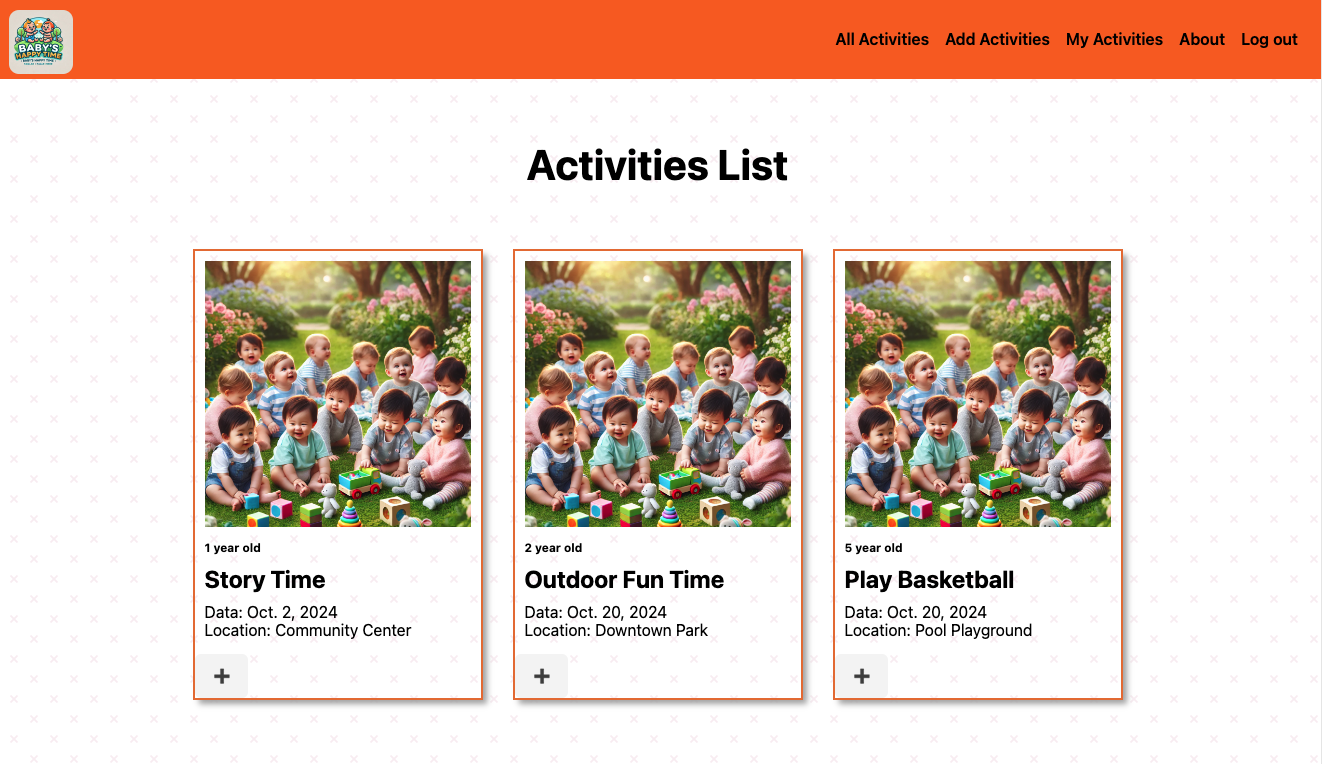 BABY'S
HAPPY TIME
All Activities Add Activities My Activities About Log out
Activities List
1 year old
Story Time
Data: Oct. 2, 2024
Location: Community Center
+
2 year old
Outdoor Fun Time
Data: Oct. 20, 2024
Location: Downtown Park
+
5 year old
Play Basketball
Data: Oct. 20, 2024
Location: Pool Playground
+